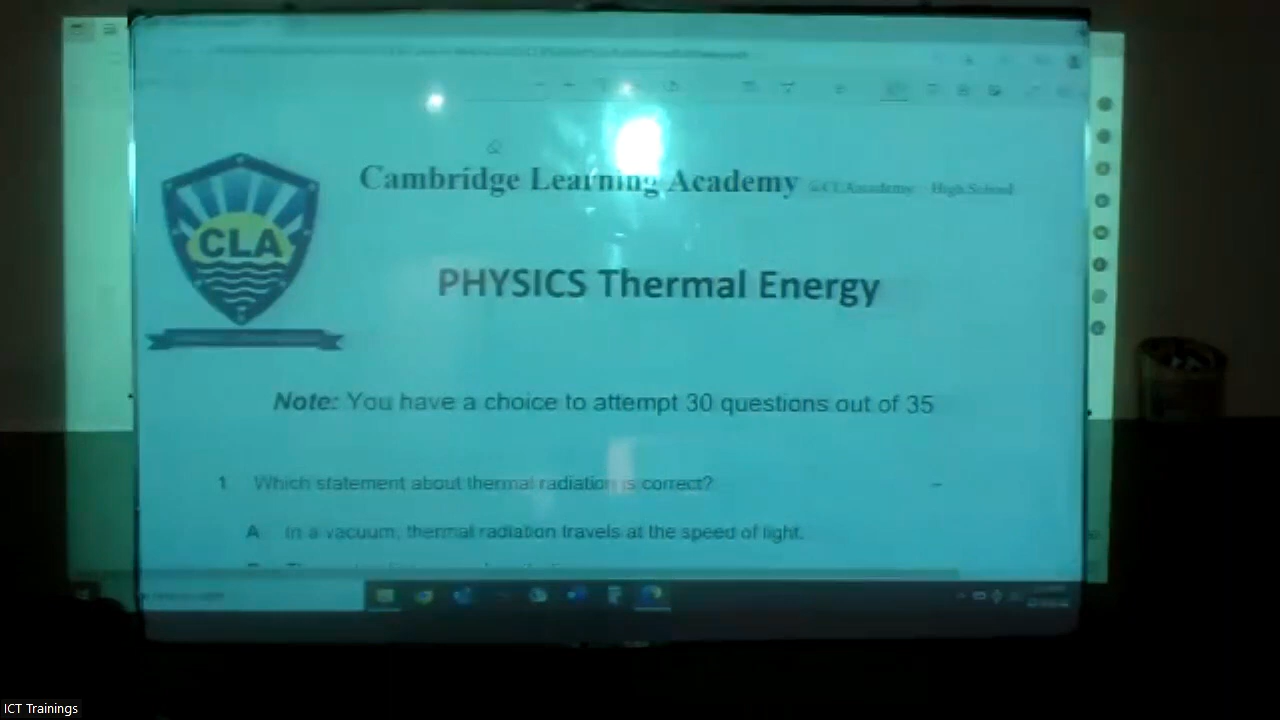 Cambridge Learning Academy High School
CLA
PHYSICS Thermal Energy
Note: You have a choice to attempt 30 questions out of 35
1 Which statement about thermal radiation is correct?
A In a vacuum, thermal radiation travels at the speed of light.
ICT Trainings